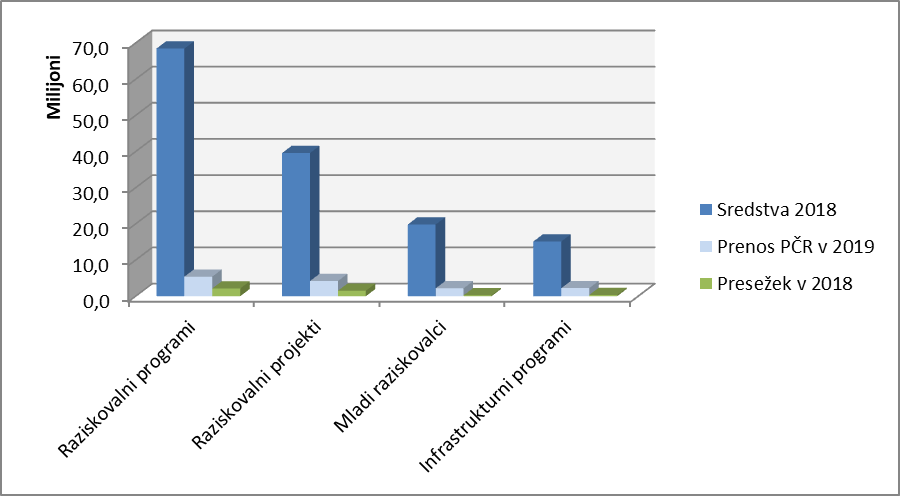 Milijoni
70,0
60,0
50,0
40,0
30,0
20,0
10,0
0,0
Raziskovalni programi
Raziskovalni projekti
Mladi raziskovalci
Infrastrukturni programi
Sredstva 2018
Prenos PČR v 2019
Presežek v 2018